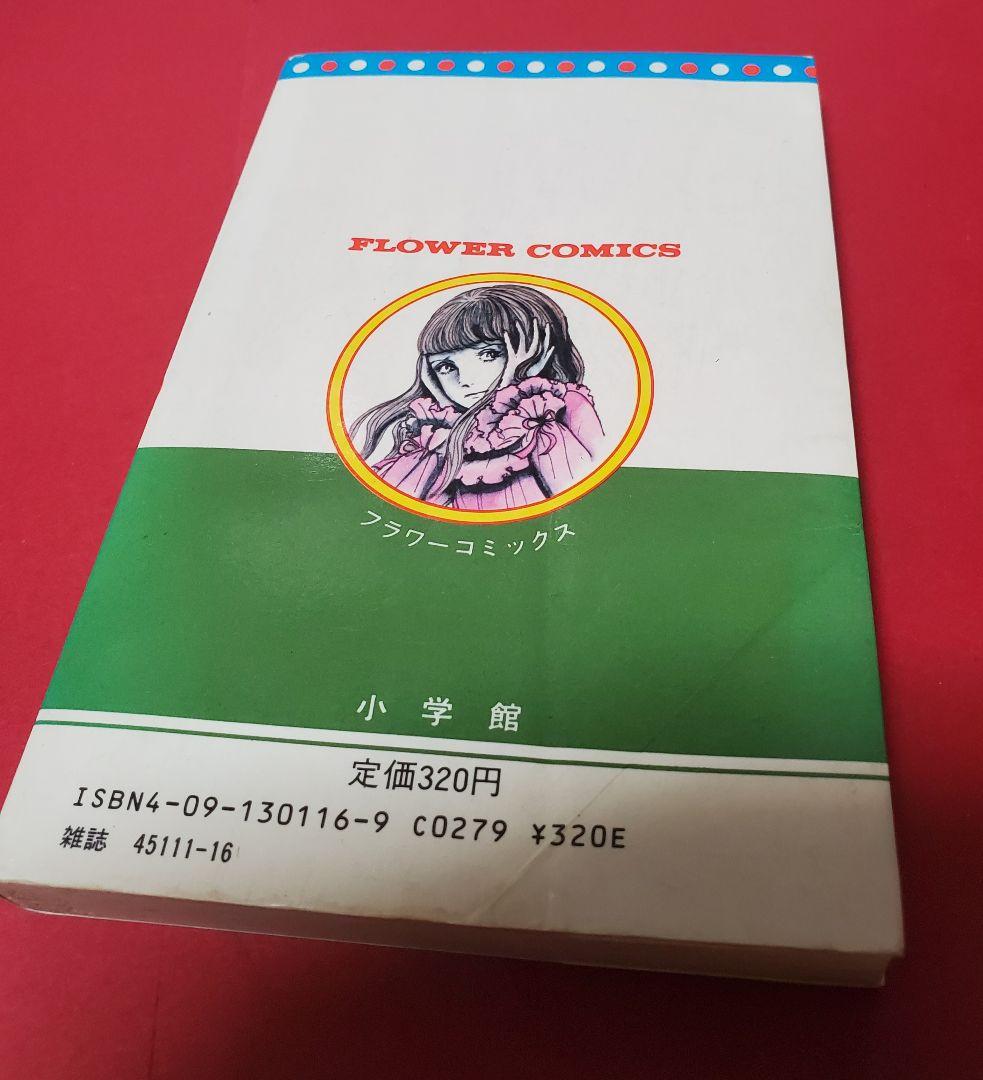 FLOWER COMICS
フラワーコミックス
小学館
定価320円
ISBN4-09-130116-9 C0279 ¥320E
雑誌 45111-16